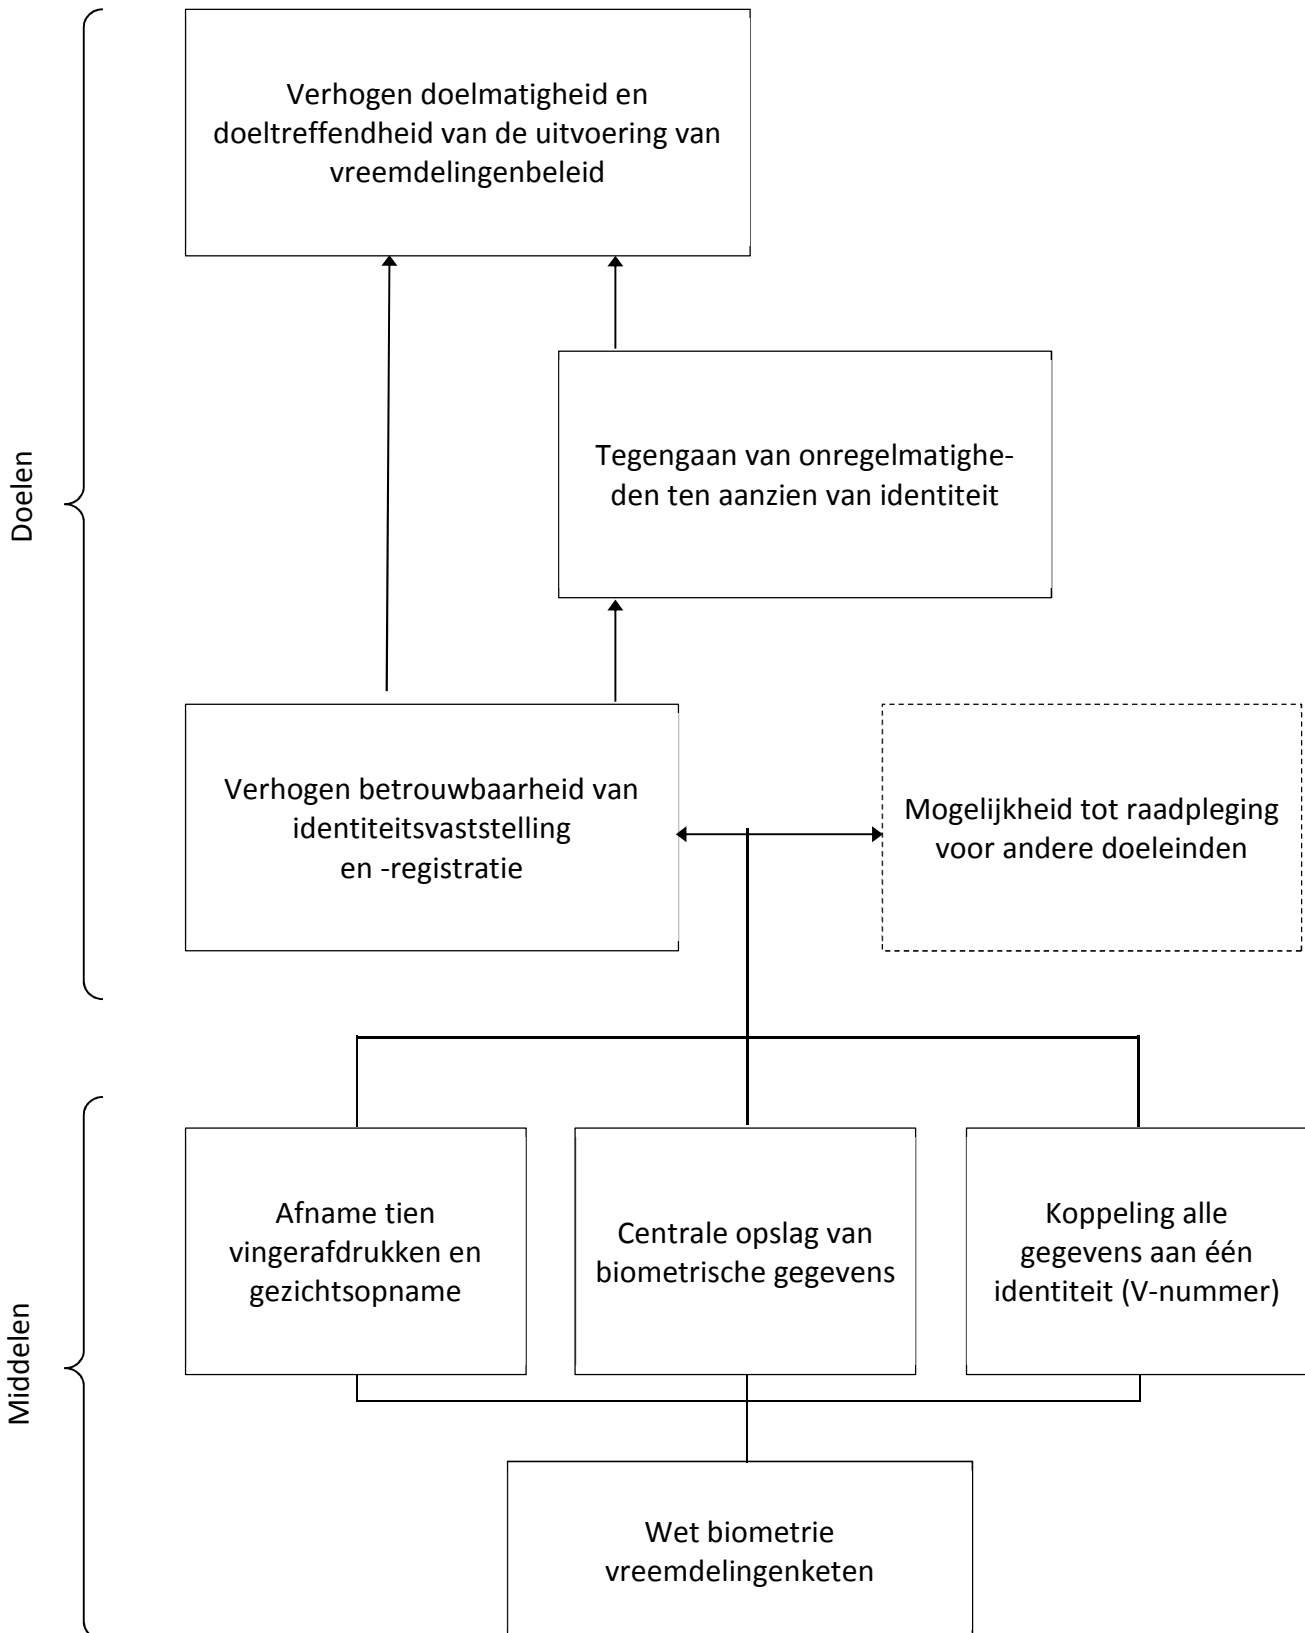 Doelen
Verhogen doelmatigheid en
doeltreffendheid van de uitvoering van
vreemdelingenbeleid
Tegengaan van onregelmatighe-
den ten aanzien van identiteit
Verhogen betrouwbaarheid van
identiteitsvaststelling
en -registratie
Mogelijkheid tot raadpleging
voor andere doeleinden
Middelen
Afname tien
vingerafdrukken en
gezichtsopname
Centrale opslag van
biometrische gegevens
Koppeling alle
gegevens aan één
identiteit (V-nummer)
Wet biometrie
vreemdelingenketen